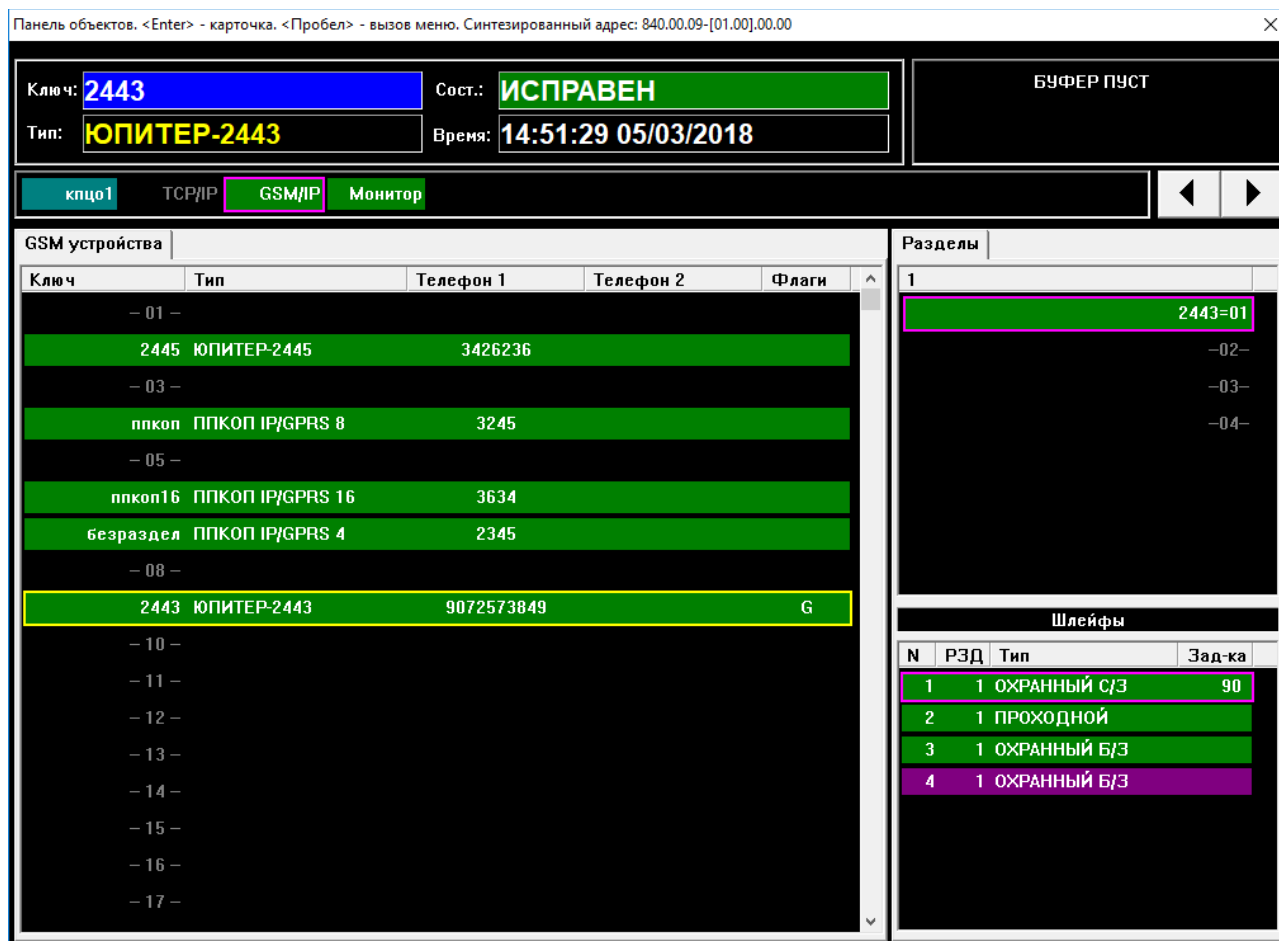 Панель объектов. <Enter> - карточка. <Пробел> - вызов меню. Синтезированный адрес: 840.00.09-[01.00].00.00
Ключ: 2443 Сост.: ИСПРАВЕН
Тип: ЮПИТЕР-2443 Время: 14:51:29 05/03/2018
БУФЕР ПУСТ
кпцо1 TCP/IP GSM/IP Монитор
GSM устройства
Ключ Тип Телефон 1 Телефон 2 Флаги
– 01 –
2445 ЮПИТЕР-2445 3426236
– 03 –
ппкоп ППКОП IP/GPRS 8 3245
– 05 –
ппкоп16 ППКОП IP/GPRS 16 3634
безраздел ППКОП IP/GPRS 4 2345
– 08 –
2443 ЮПИТЕР-2443 9072573849 G
– 10 –
– 11 –
– 12 –
– 13 –
– 14 –
– 15 –
– 16 –
– 17 –
Разделы
1
2443=01
–02–
–03–
–04–
Шлейфы
N РЗД Тип Зад-ка
1 1 ОХРАННЫЙ С/З 90
2 1 ПРОХОДНОЙ
3 1 ОХРАННЫЙ Б/З
4 1 ОХРАННЫЙ Б/З